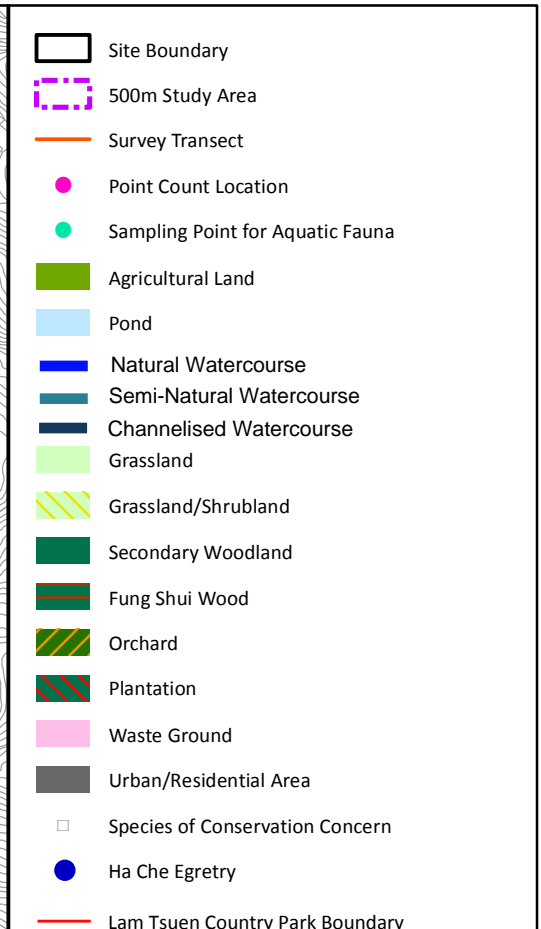 Site Boundary
500m Study Area
Survey Transect
Point Count Location
Sampling Point for Aquatic Fauna
Agricultural Land
Pond
Natural Watercourse
Semi-Natural Watercourse
Channelised Watercourse
Grassland
Grassland/Shrubland
Secondary Woodland
Fung Shui Wood
Orchard
Plantation
Waste Ground
Urban/Residential Area
Species of Conservation Concern
Ha Che Egretry
Lam Tsuen Country Park Boundary